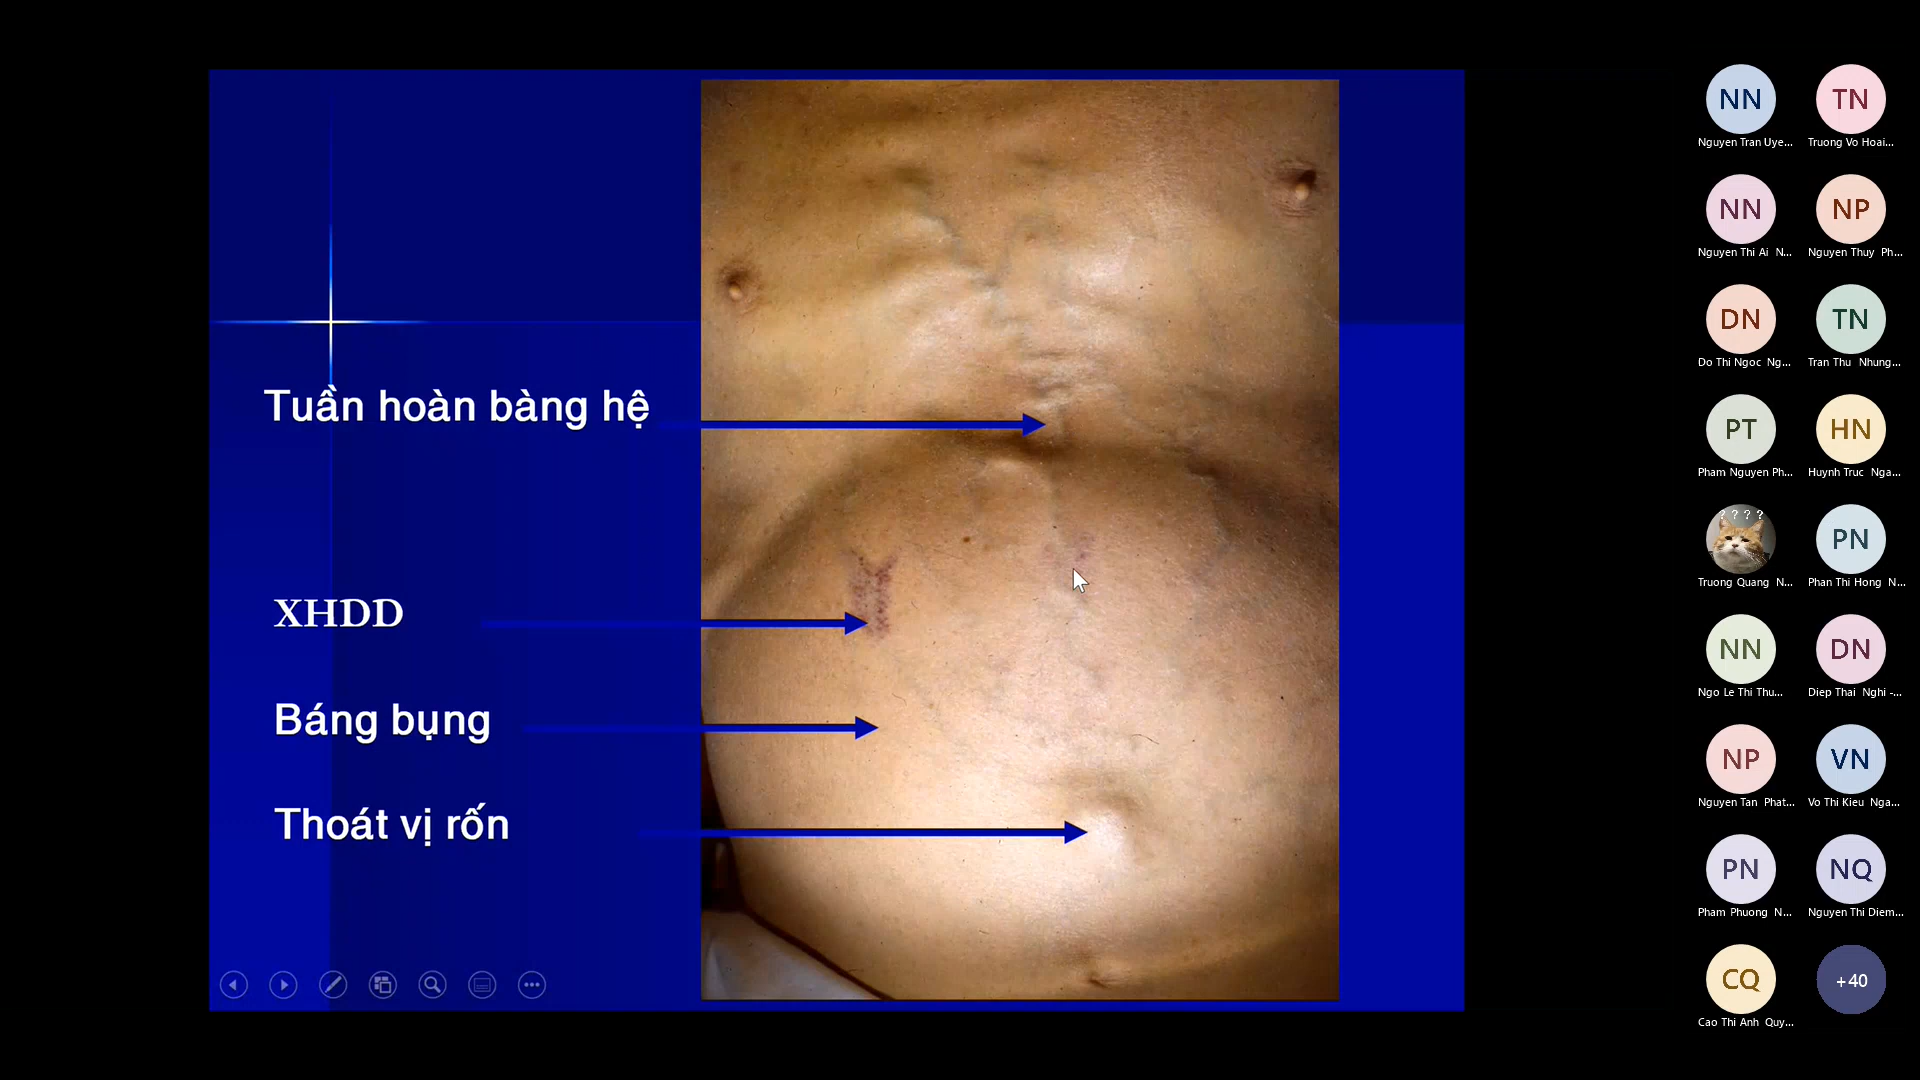 Tuần hoàn bàng hệ
XHDD
Báng bụng
Thoát vị rốn
NN
TN
Nguyen Tran Uye...
Truong Vo Hoai...
NN
NP
Nguyen Thi Ai N...
Nguyen Thuy Ph...
DN
TN
Do Thi Ngoc Ng...
Tran Thu Nhung...
PT
HN
Pham Nguyen Ph...
Huynh Truc Nga...
? ? ? ?
PN
Truong Quang N...
Phan Thi Hong N...
NN
DN
Ngo Le Thi Thu...
Diep Thai Nghi -...
NP
VN
Nguyen Tan Phat...
Vo Thi Kieu Nga...
PN
NQ
Pham Phuong N...
Nguyen Thi Diem...
CQ
+40
Cao Thi Anh Quy...